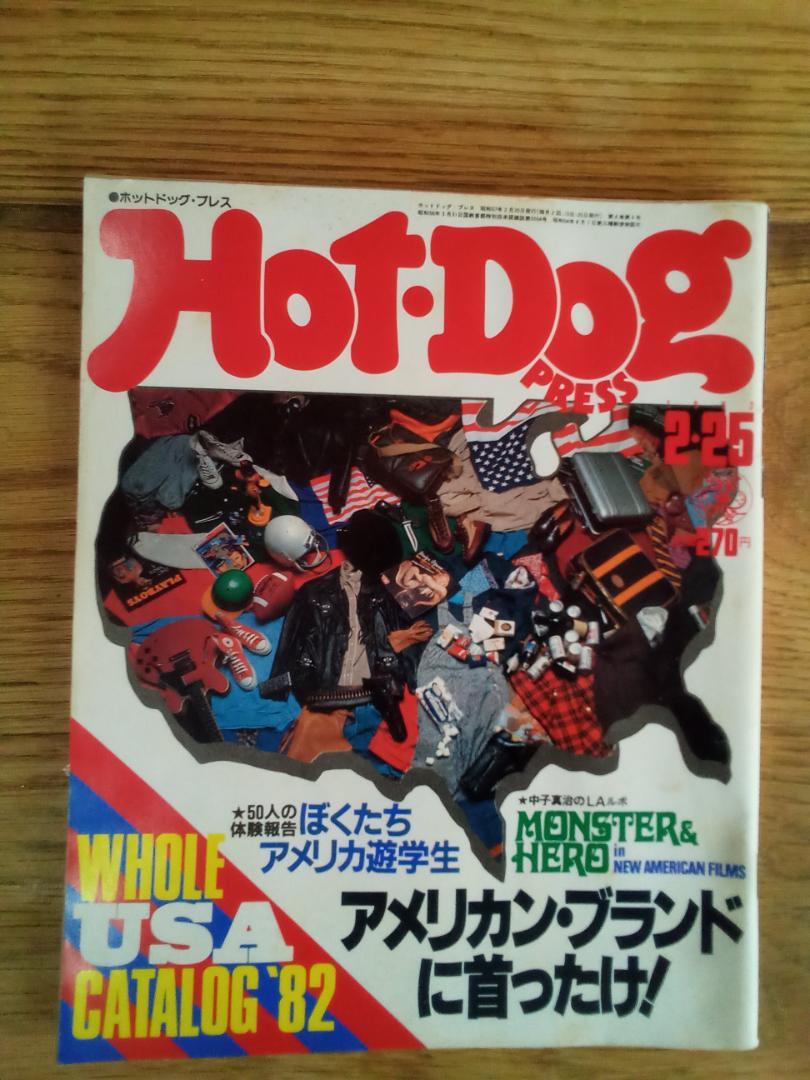 ●ホットドッグ・プレス
Hot・Dog
PRESS
1982
2・25
270円
PLAYBOY
★50人の
体験報告
ぼくたち
アメリカ遊学生
★中子真治のLAルポ
MONSTER &
HERO in
NEW AMERICAN FILMS
WHOLE
USA
CATALOG '82
アメリカン・ブランド
に首ったけ!